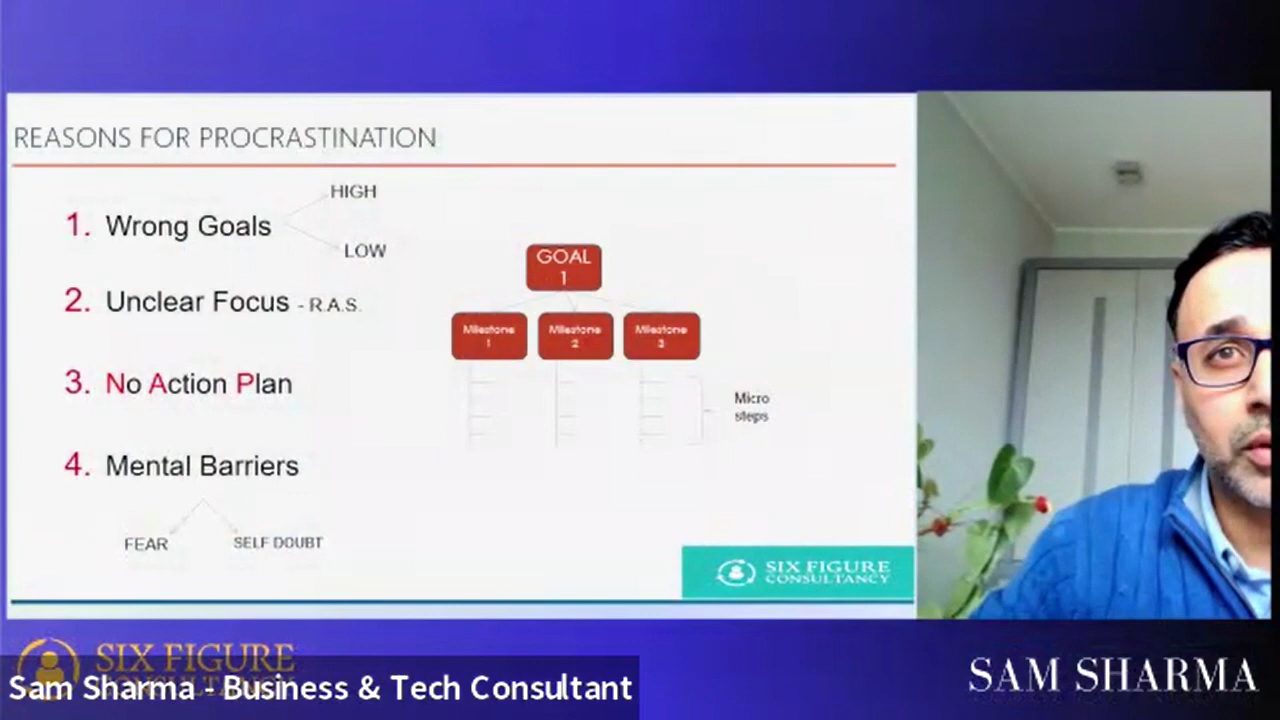 REASONS FOR PROCRASTINATION
HIGH
1. Wrong Goals
LOW
2. Unclear Focus - R.A.S.
3. No Action Plan
4. Mental Barriers
FEAR
SELF DOUBT
GOAL
1
Milestone
1
Milestone
2
Milestone
3
Micro
steps
SIX FIGURE
CONSULTANCY
SIX FIGURE
CONSULTANCY
Sam Sharma - Business & Tech Consultant
SAM SHARMA